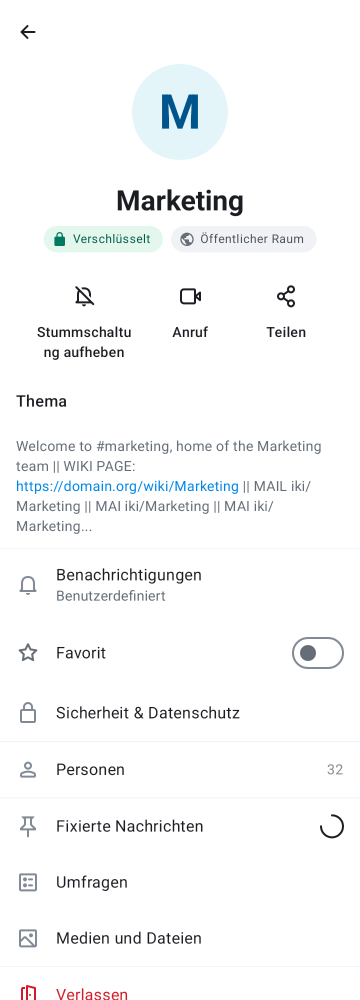 M
Marketing
Verschlüsselt
Öffentlicher Raum
Stummschaltu
ng aufheben
Anruf
Teilen
Thema
Welcome to #marketing, home of the Marketing
team || WIKI PAGE:
https://domain.org/wiki/Marketing || MAIL iki/
Marketing || MAI iki/Marketing || MAI iki/
Marketing...
Benachrichtigungen
Benutzerdefiniert
Favorit
Sicherheit & Datenschutz
Personen
32
Fixierte Nachrichten
Umfragen
Medien und Dateien
Verlassen